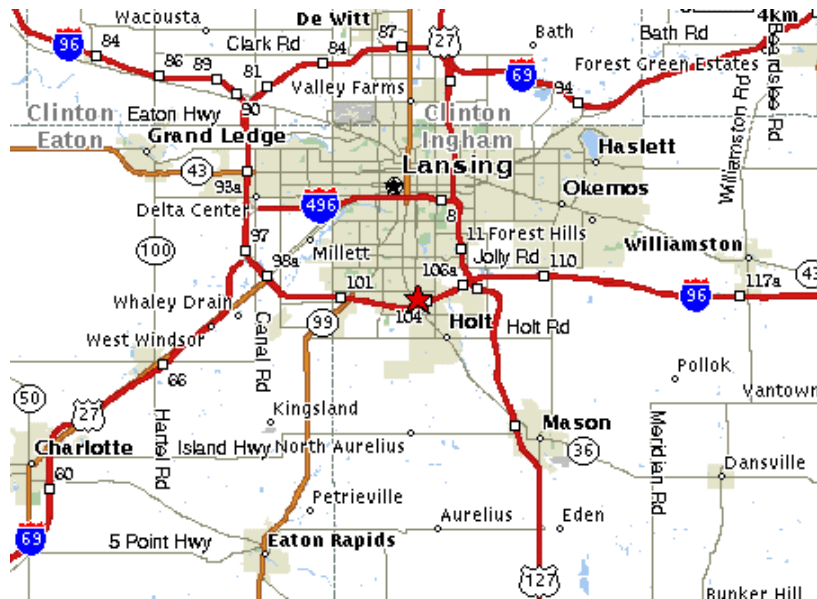 Wacousta
De Witt
87
27
Bath
Bath Rd
4km
96
84
Clark Rd
84
86
89
81
Valley Farms
69
94
Forest Green Estates
Clinton
Eaton
Eaton Hwy
90
Clinton
Ingham
Williamston Rd
Grand Ledge
43
Lansing
Haslett
93a
Delta Center
496
8
Okemos
100
97
98a
Millett
11
Forest Hills
Jolly Rd
110
Williamston
43
101
106a
117a
96
Whaley Drain
104
99
Holt
Holt Rd
West Windsor
66
Canal Rd
Pollok
Vantown
50
27
Kingsland
Hartel Rd
Mason
Meridian Rd
Charlotte
Island Hwy
North Aurelius
36
Dansville
60
Petrieville
Aurelius
Eden
69
5 Point Hwy
Eaton Rapids
127
Bunker Hill